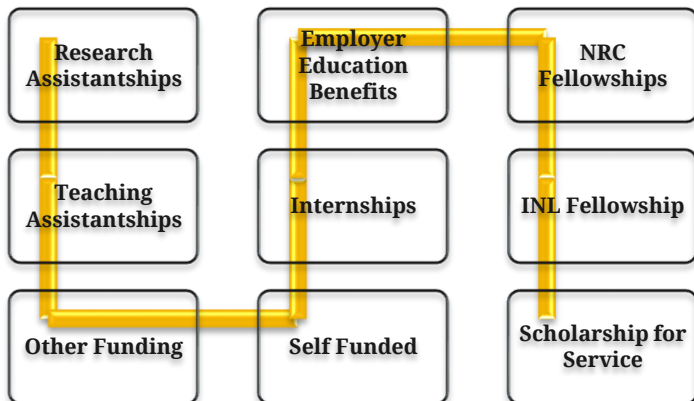 Research
Assistantships
Employer
Education
Benefits
NRC
Fellowships
Teaching
Assistantships
Internships
INL Fellowship
Other Funding
Self Funded
Scholarship for
Service